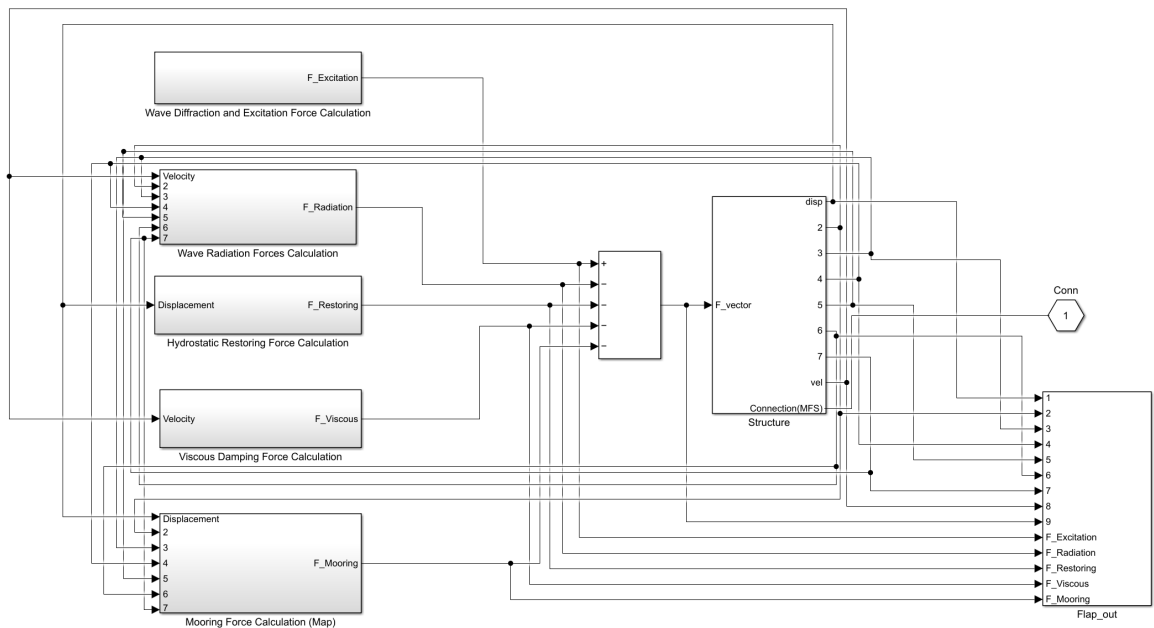 F_Excitation
Wave Diffraction and Excitation Force Calculation
Velocity
2
3
4
5
6
7
F_Radiation
Wave Radiation Forces Calculation
Displacement
F_Restoring
Hydrostatic Restoring Force Calculation
Velocity
F_Viscous
Viscous Damping Force Calculation
Displacement
2
3
4
5
6
7
F_Mooring
Mooring Force Calculation (Map)
+
−
−
−
−
F_vector
disp
2
3
4
5
6
7
vel
Connection(MFS)
Structure
Conn
1
1
2
3
4
5
6
7
8
9
F_Excitation
F_Radiation
F_Restoring
F_Viscous
F_Mooring
Flap_out